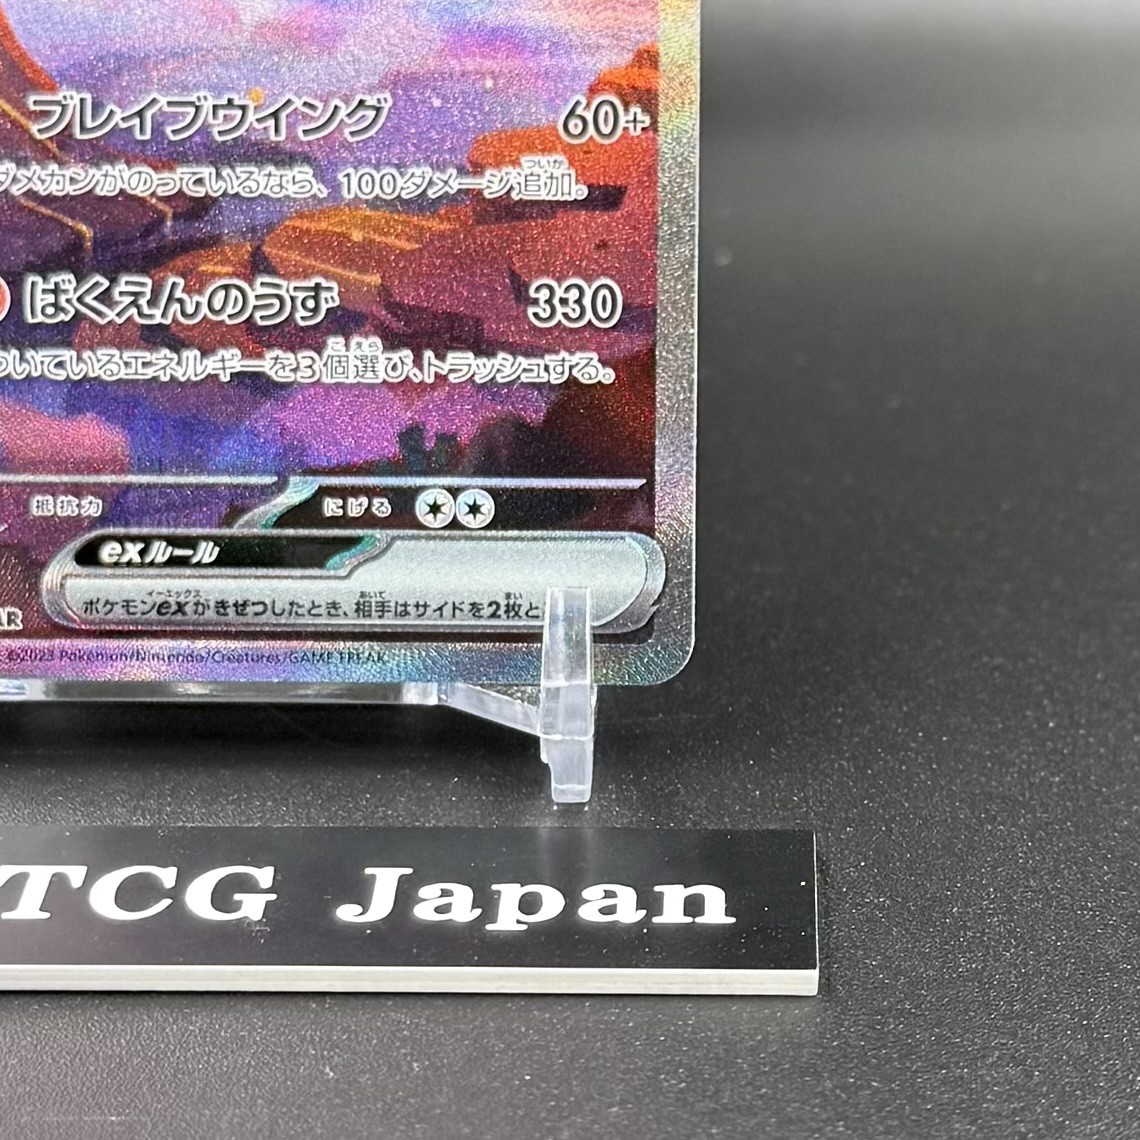 ブレイブウイング 60+
ダメカンがのっているなら、100ダメージ追加。
ばくえんのうず 330
ついているエネルギーを3個選び、トラッシュする。
抵抗力 にげる
exルール
ポケモンexがきぜつしたとき、相手はサイドを2枚と
AR
©2023 Pokémon/Nintendo/Creatures/GAME FREAK
TCG Japan